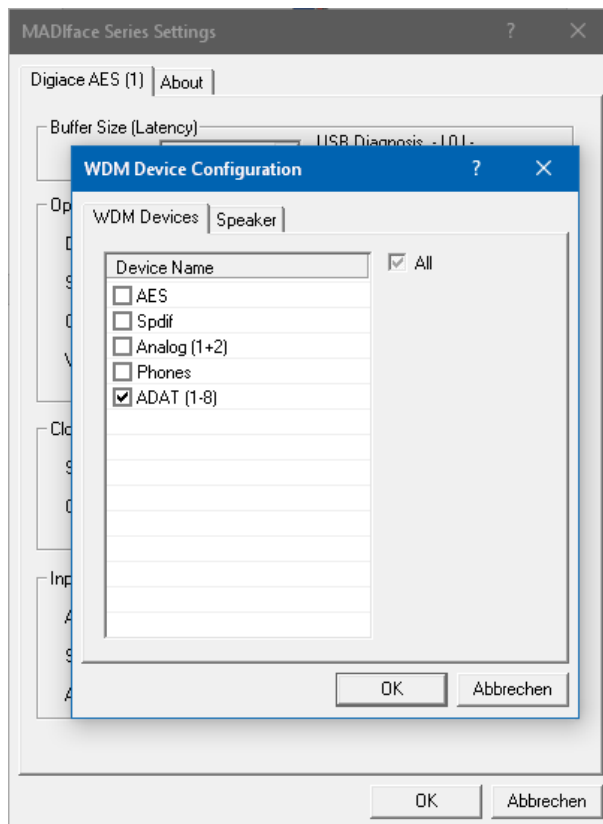 MADIface Series Settings
Digiace AES (1) About
Buffer Size (Latency)
USB Diagnosis - L0 L-
WDM Device Configuration
WDM Devices Speaker
Device Name
All
AES
Spdif
Analog (1+2)
Phones
ADAT (1-8)
OK Abbrechen
OK Abbrechen